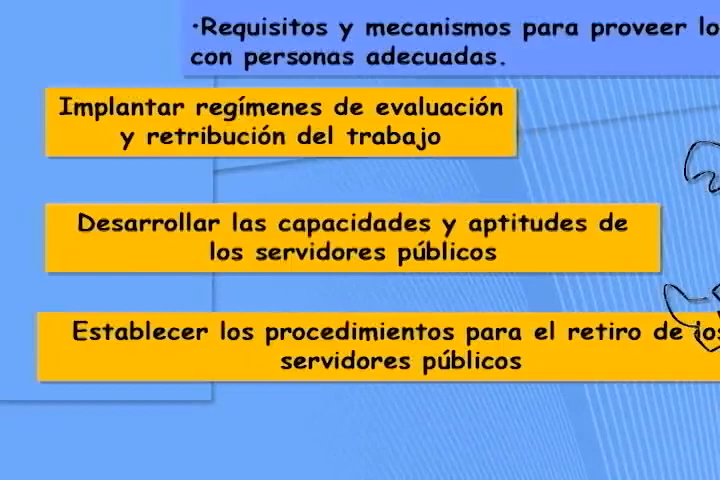 •Requisitos y mecanismos para proveer lo
con personas adecuadas.
Implantar regímenes de evaluación
y retribución del trabajo
Desarrollar las capacidades y aptitudes de
los servidores públicos
Establecer los procedimientos para el retiro de los
servidores públicos